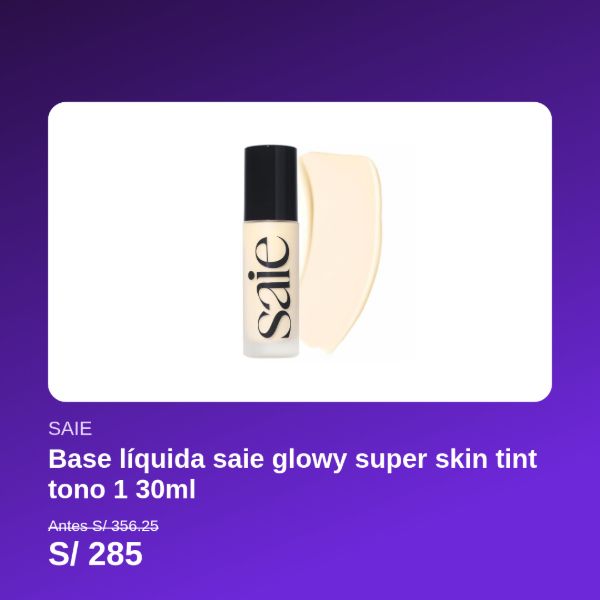 saie
SAIE
Base líquida saie glowy super skin tint
tono 1 30ml
Antes S/ 356.25
S/ 285